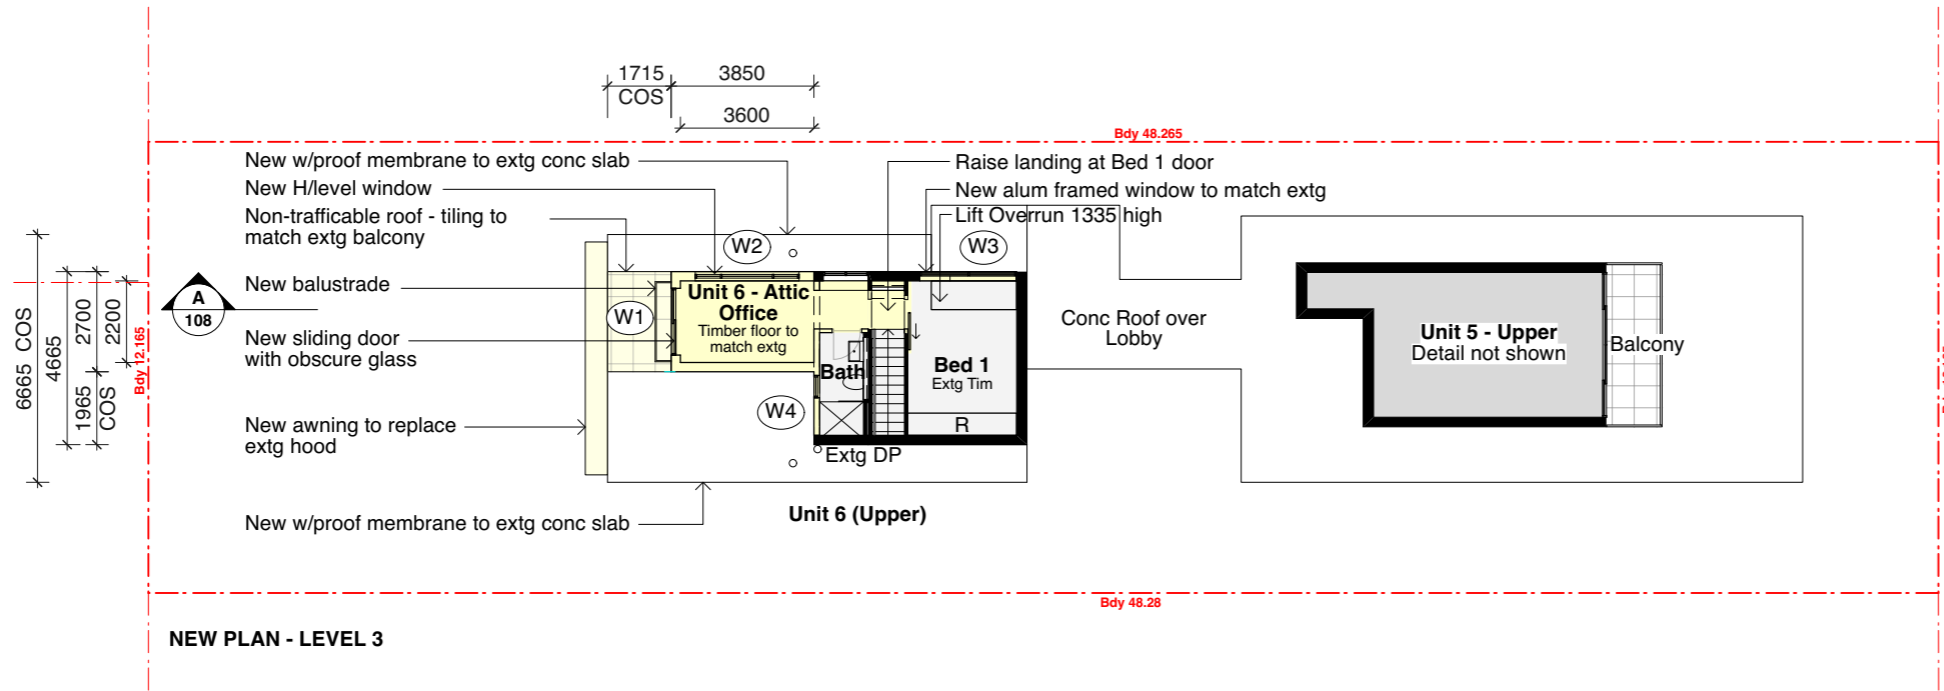 1715
COS
3850
3600
Bdy 48.265
New w/proof membrane to extg conc slab
New H/level window
Non-trafficable roof - tiling to
match extg balcony
New balustrade
New sliding door
with obscure glass
New awning to replace
extg hood
New w/proof membrane to extg conc slab
Raise landing at Bed 1 door
New alum framed window to match extg
Lift Overrun 1335 high
6665 COS
4665
2700
1965
COS
2200
Bdy 12.165
A
108
W1
W2
W3
W4
Unit 6 - Attic
Office
Timber floor to
match extg
Bath
Bed 1
Extg Tim
R
Extg DP
Unit 6 (Upper)
Conc Roof over
Lobby
Unit 5 - Upper
Detail not shown
Balcony
Bdy 48.28
NEW PLAN - LEVEL 3